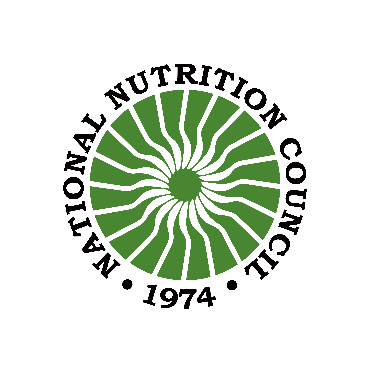 NATIONAL NUTRITION COUNCIL
• 1974 •